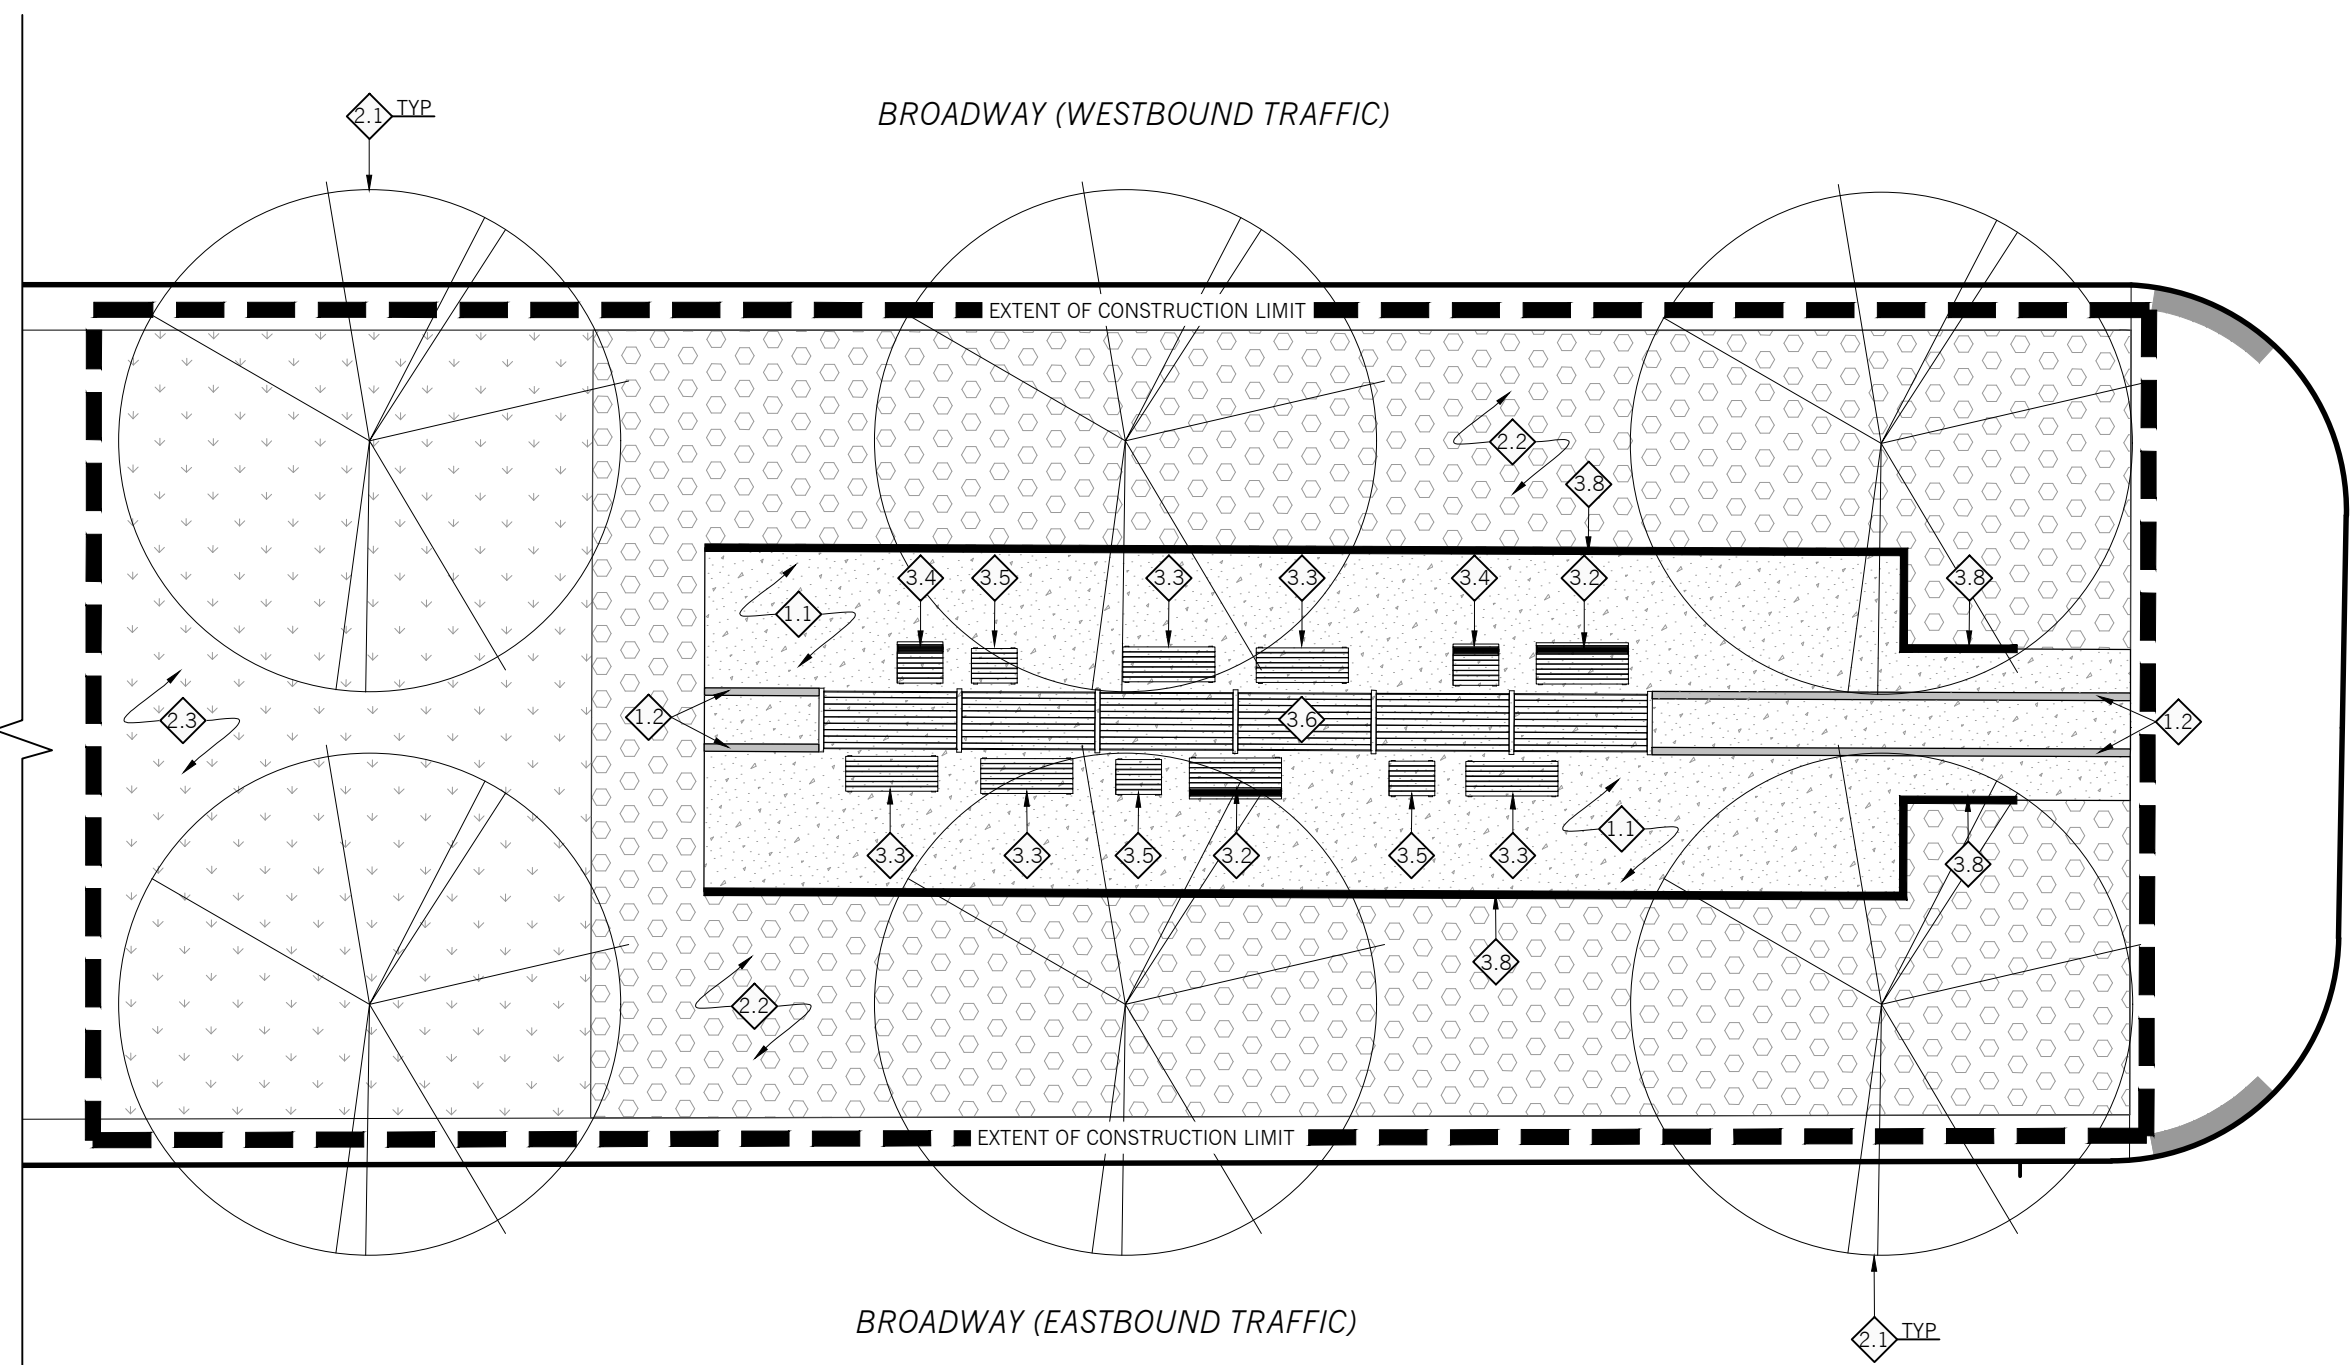 2.1 TYP
BROADWAY (WESTBOUND TRAFFIC)
EXTENT OF CONSTRUCTION LIMIT
2.2
3.8
3.4 3.5 3.3 3.3 3.4 3.2 3.8
1.1
2.3 1.2 3.6 1.2
1.1
3.3 3.3 3.5 3.2 3.5 3.3 3.8
3.8
2.2
EXTENT OF CONSTRUCTION LIMIT
BROADWAY (EASTBOUND TRAFFIC)
2.1 TYP